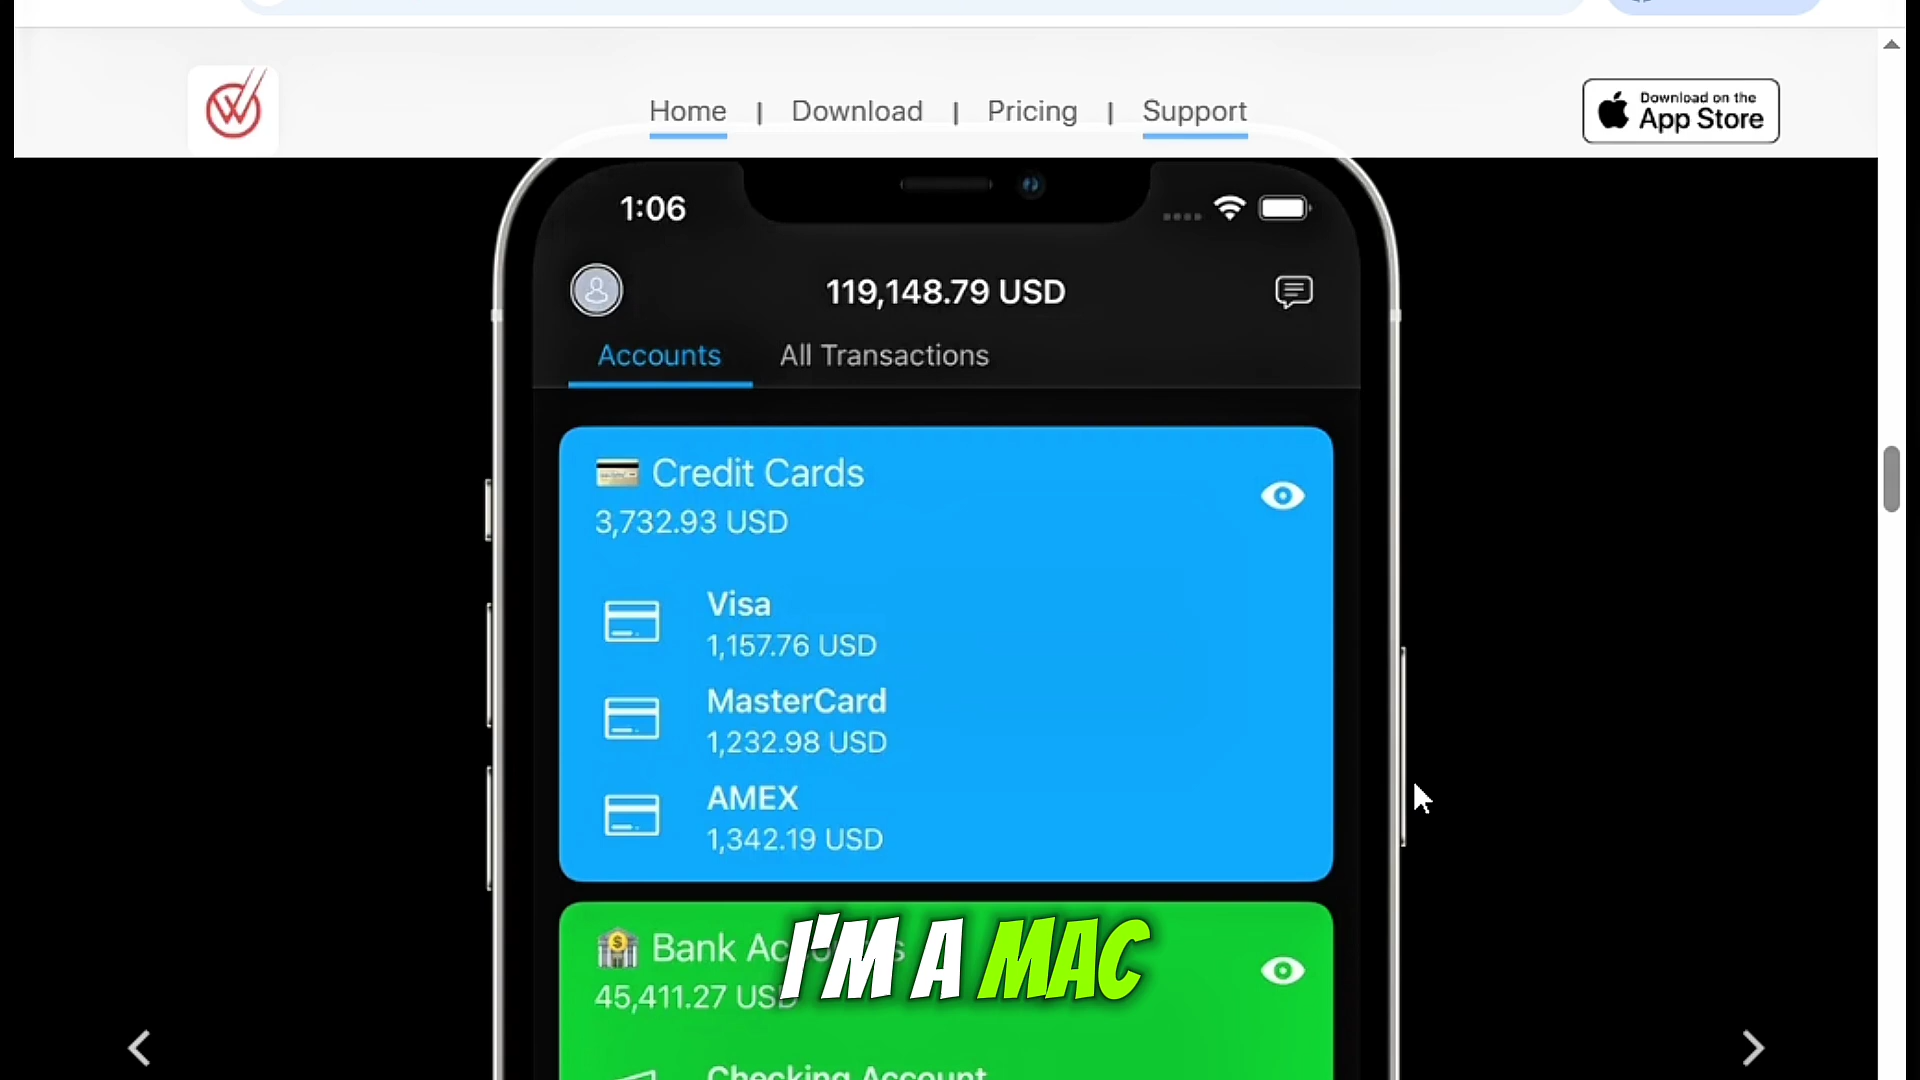 Home | Download | Pricing | Support
Download on the
App Store
1:06
119,148.79 USD
Accounts
All Transactions
Credit Cards
3,732.93 USD
Visa
1,157.76 USD
MasterCard
1,232.98 USD
AMEX
1,342.19 USD
Bank
45,411.27 USD
I'M A MAC
Checking Account